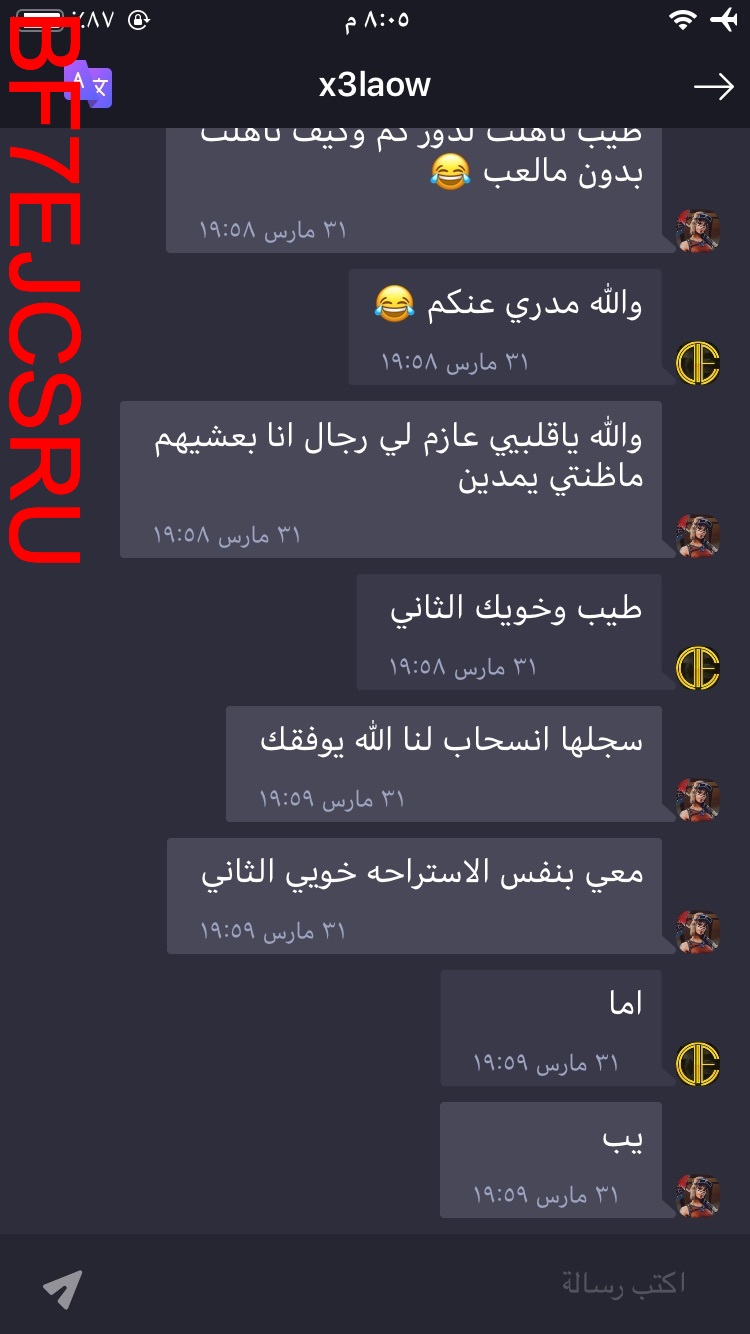 ٪٨٧
٨:٠٥ م
x3laow
BF7EJCSRU
طيب تاهلت لدور كم وكيف تاهلت
بدون مالعب 😂
٣١ مارس ١٩:٥٨
والله مدري عنكم 😂
٣١ مارس ١٩:٥٨
والله ياقلبيي عازم لي رجال انا بعشيهم
ماظنتي يمدين
٣١ مارس ١٩:٥٨
طيب وخويك الثاني
٣١ مارس ١٩:٥٨
سجلها انسحاب لنا الله يوفقك
٣١ مارس ١٩:٥٩
معي بنفس الاستراحه خويي الثاني
٣١ مارس ١٩:٥٩
اما
٣١ مارس ١٩:٥٩
يب
٣١ مارس ١٩:٥٩
اكتب رسالة